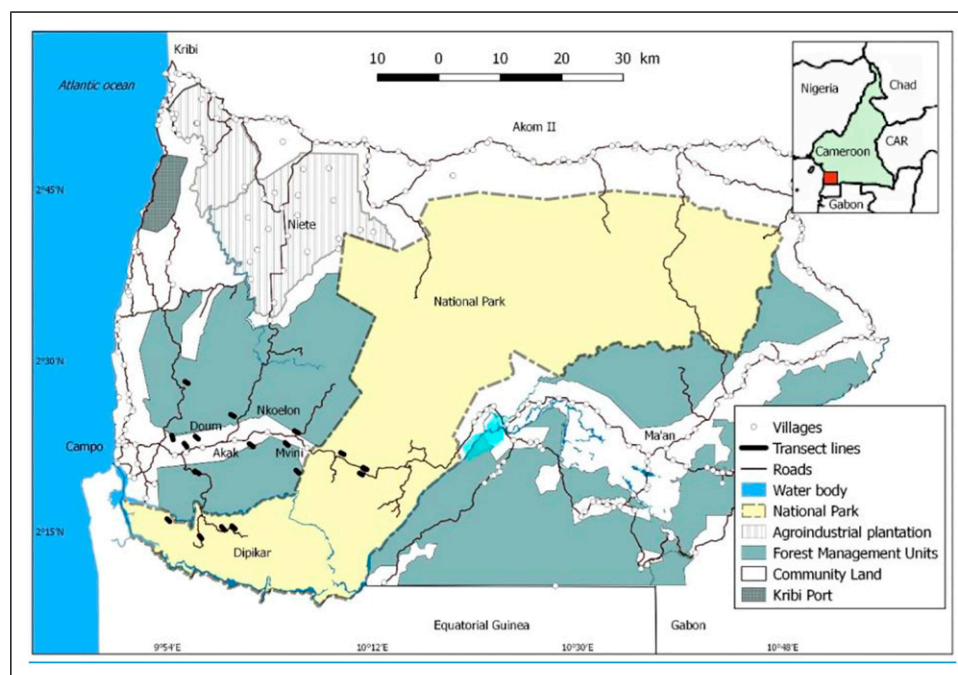 Kribi
10 0 10 20 30 km
Atlantic ocean
Nigeria
Chad
Akom II
CAR
Cameroon
2°45'N
Gabon
Niete
National Park
2°30'N
Nkoelon
Doum
Ma'an
Campo
Akak
Mvini
2°15'N
Dipikar
Villages
Transect lines
Roads
Water body
National Park
Agroindustrial plantation
Forest Management Units
Community Land
Kribi Port
Equatorial Guinea
Gabon
9°54'E
10°12'E
10°30'E
10°48'E